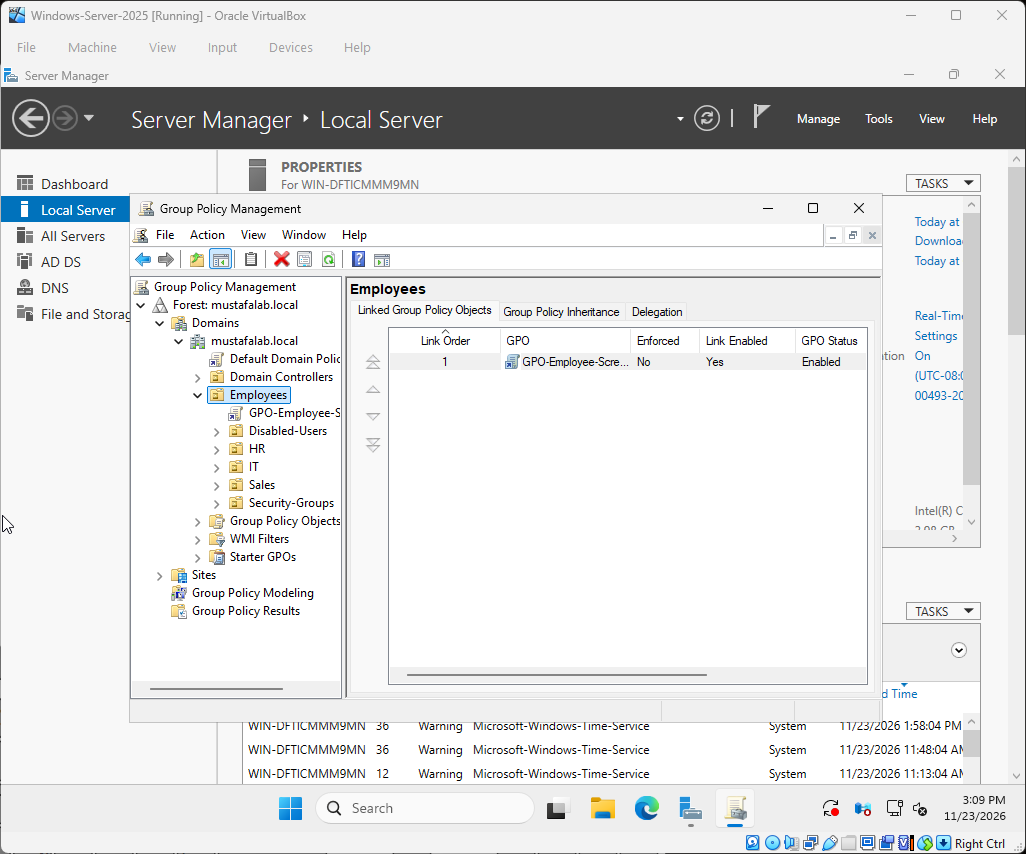 Windows-Server-2025 [Running] - Oracle VirtualBox
File Machine View Input Devices Help
Server Manager
Server Manager Local Server
Manage Tools View Help
Dashboard
Local Server
All Servers
AD DS
DNS
File and Storag
PROPERTIES
For WIN-DFTICMMM9MN
TASKS
Group Policy Management
File Action View Window Help
Group Policy Management
Forest: mustafalab.local
Domains
mustafalab.local
Default Domain Polic
Domain Controllers
Employees
GPO-Employee-S
Disabled-Users
HR
IT
Sales
Security-Groups
Group Policy Objects
WMI Filters
Starter GPOs
Sites
Group Policy Modeling
Group Policy Results
Employees
Linked Group Policy Objects Group Policy Inheritance Delegation
Link Order GPO Enforced Link Enabled GPO Status
1 GPO-Employee-Scre... No Yes Enabled
Today at
Downloa
Today at
Real-Time
Settings
tion On
(UTC-08:0
00493-20
Intel(R) C
TASKS
d Time
WIN-DFTICMMM9MN 36 Warning Microsoft-Windows-Time-Service System 11/23/2026 1:58:04 PM
WIN-DFTICMMM9MN 36 Warning Microsoft-Windows-Time-Service System 11/23/2026 11:48:04 AM
WIN-DFTICMMM9MN 12 Warning Microsoft-Windows-Time-Service System 11/23/2026 11:13:04 AM
Search
3:09 PM
11/23/2026
Right Ctrl